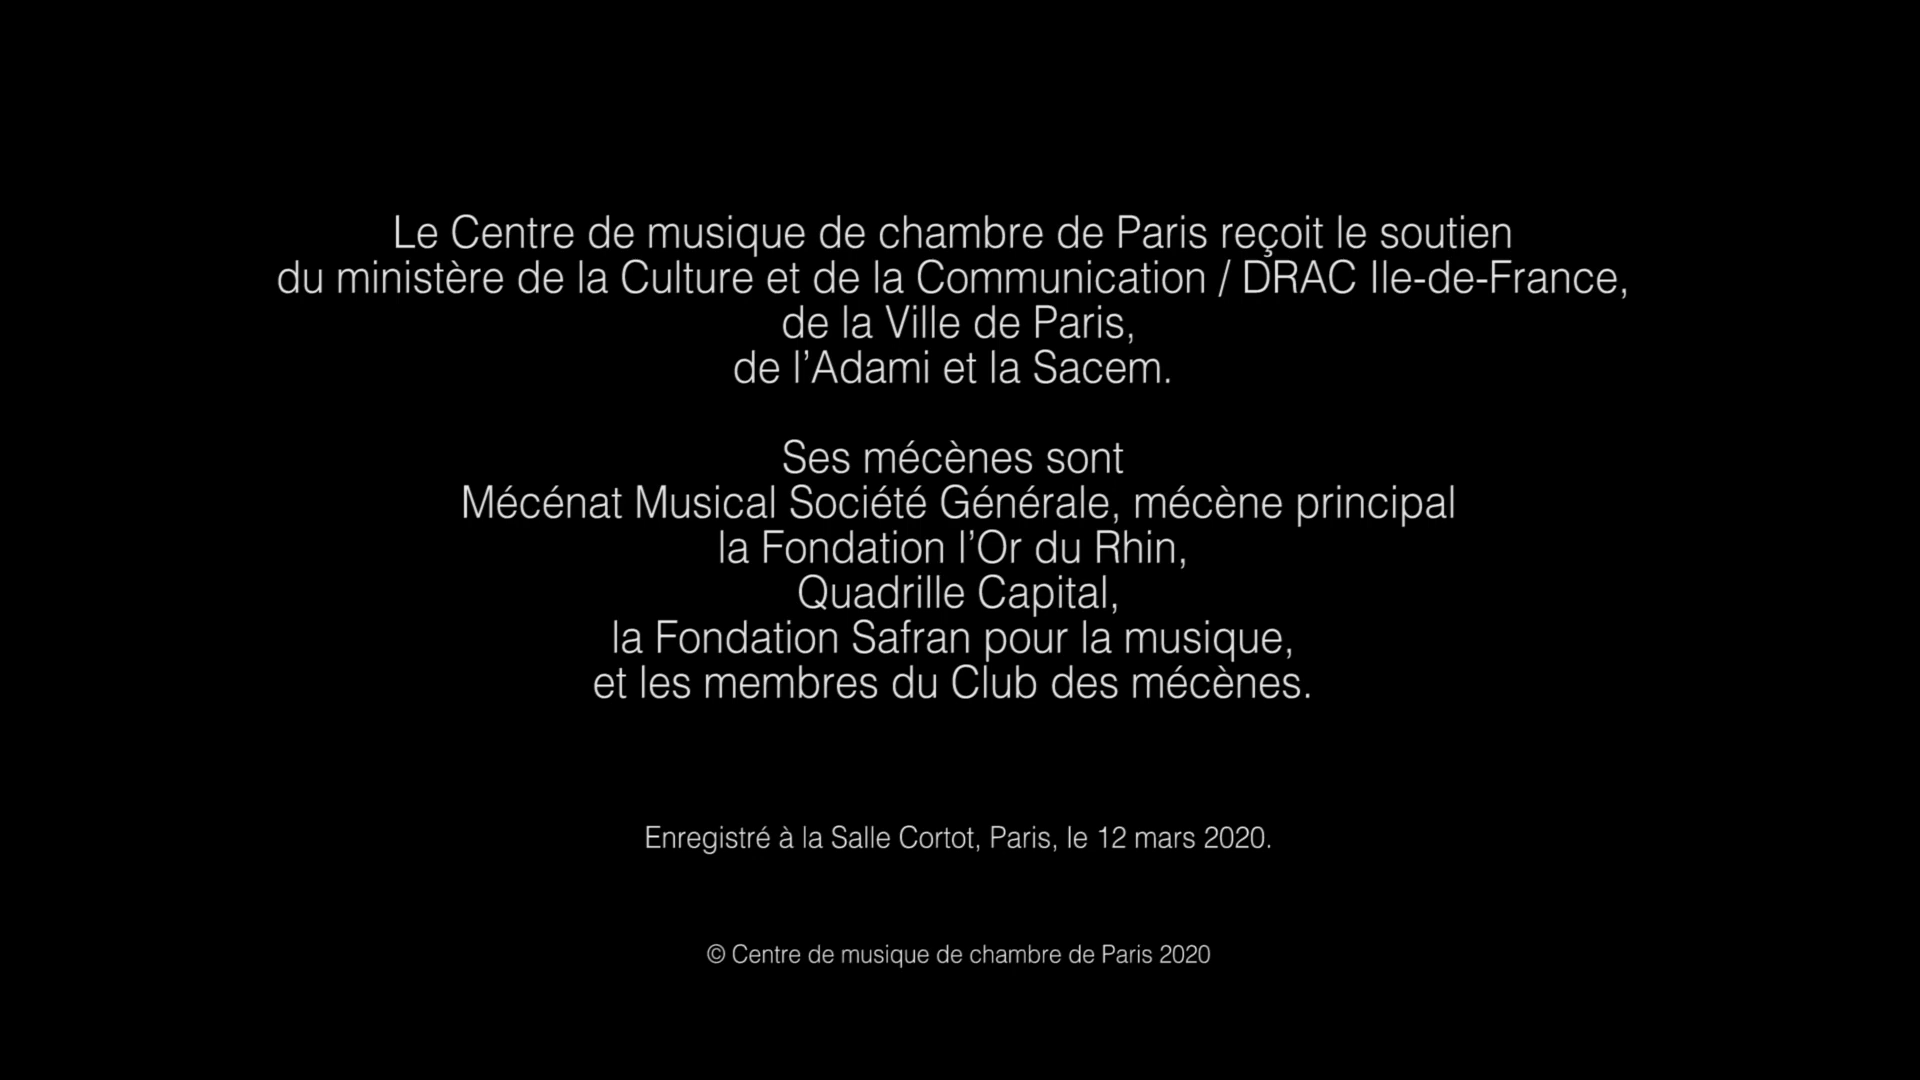 Le Centre de musique de chambre de Paris reçoit le soutien
du ministère de la Culture et de la Communication / DRAC Ile-de-France,
de la Ville de Paris,
de l’Adami et la Sacem.
Ses mécènes sont
Mécénat Musical Société Générale, mécène principal
la Fondation l’Or du Rhin,
Quadrille Capital,
la Fondation Safran pour la musique,
et les membres du Club des mécènes.
Enregistré à la Salle Cortot, Paris, le 12 mars 2020.
© Centre de musique de chambre de Paris 2020